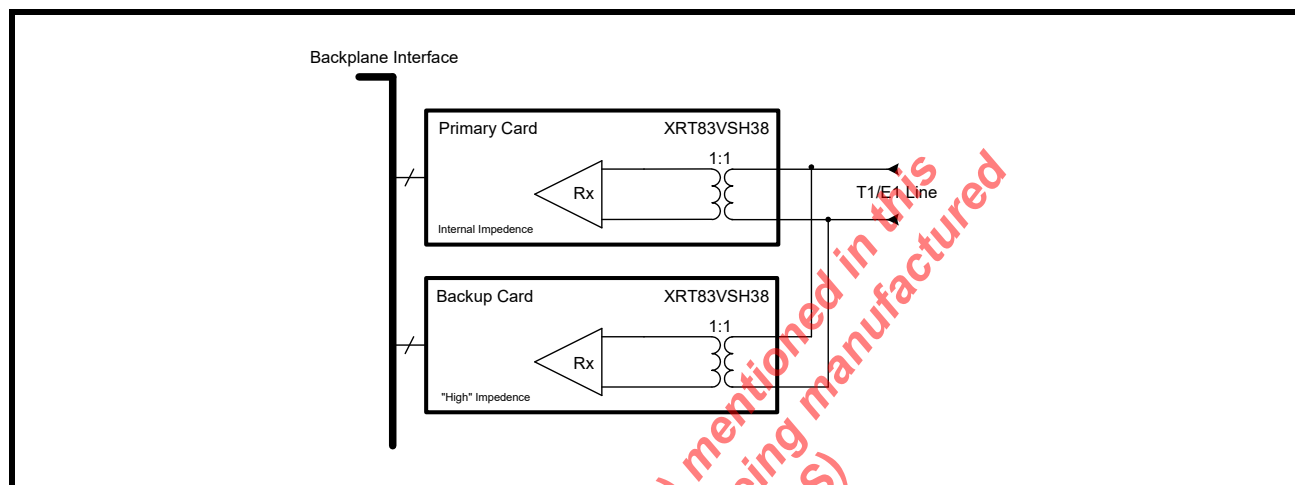 Backplane Interface
Primary Card
XRT83VSH38
1:1
Rx
T1/E1 Line
Internal Impedence
Backup Card
XRT83VSH38
1:1
Rx
"High" Impedence
mentioned in this
being manufactured
S)